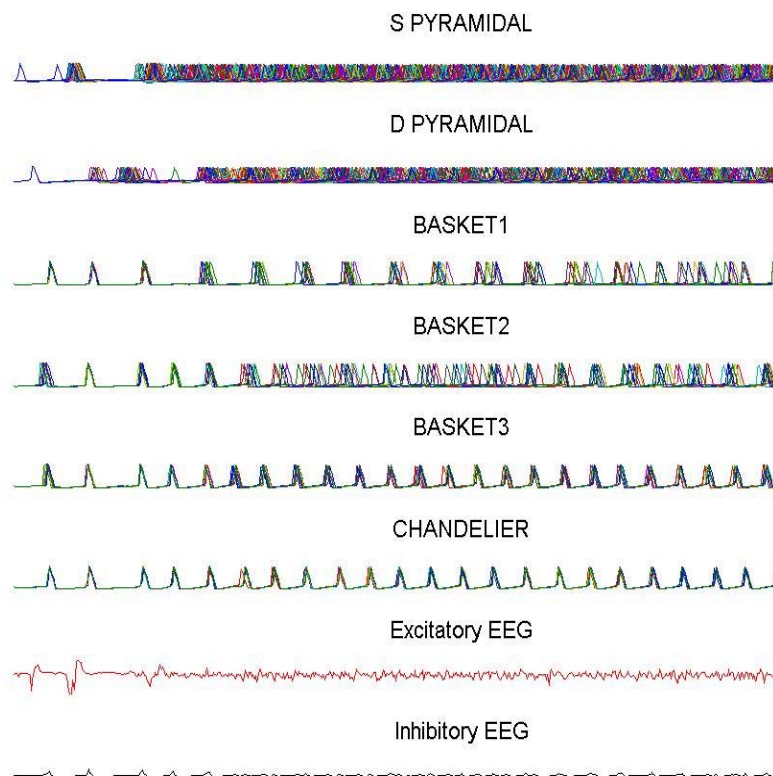 S PYRAMIDAL
D PYRAMIDAL
BASKET1
BASKET2
BASKET3
CHANDELIER
Excitatory EEG
Inhibitory EEG